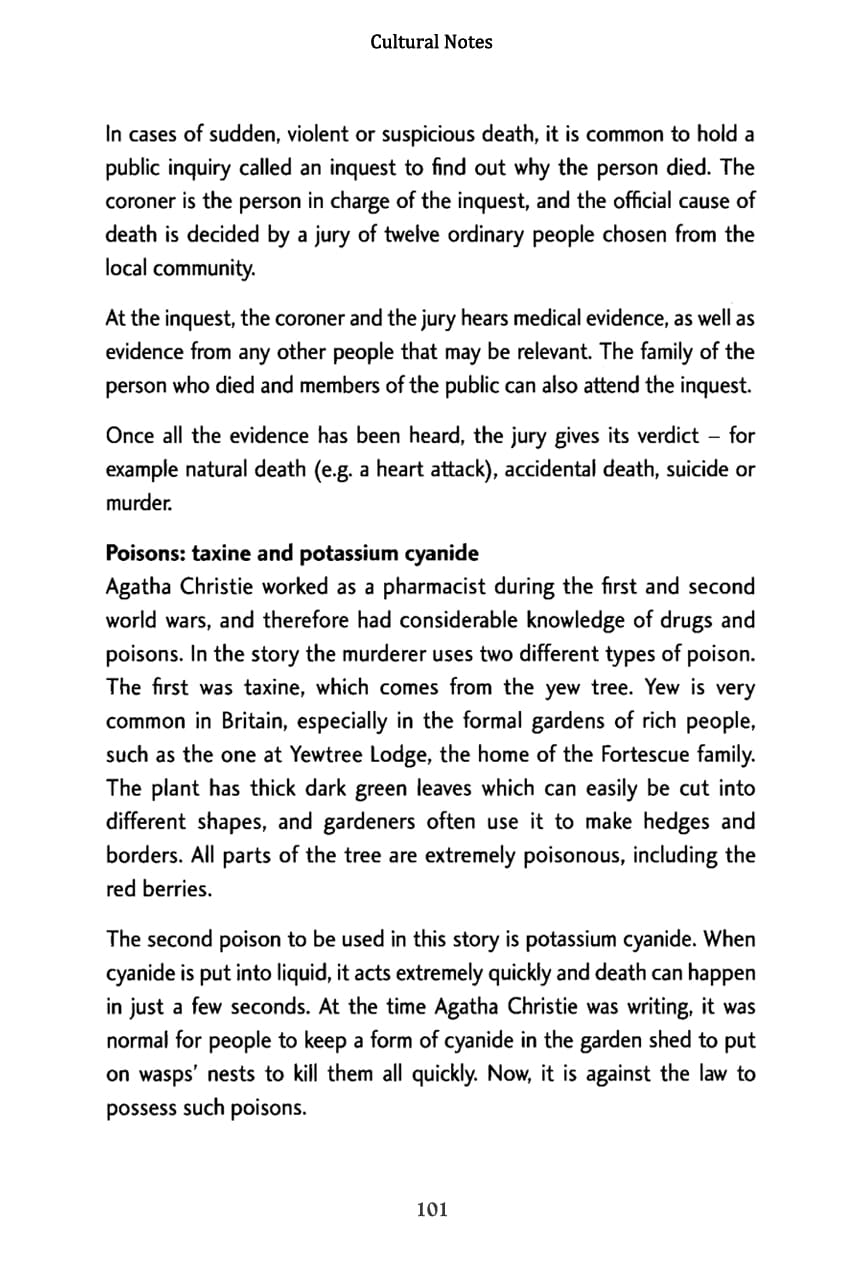 Cultural Notes
In cases of sudden, violent or suspicious death, it is common to hold a
public inquiry called an inquest to find out why the person died. The
coroner is the person in charge of the inquest, and the official cause of
death is decided by a jury of twelve ordinary people chosen from the
local community.
At the inquest, the coroner and the jury hears medical evidence, as well as
evidence from any other people that may be relevant. The family of the
person who died and members of the public can also attend the inquest.
Once all the evidence has been heard, the jury gives its verdict – for
example natural death (e.g. a heart attack), accidental death, suicide or
murder.
Poisons: taxine and potassium cyanide
Agatha Christie worked as a pharmacist during the first and second
world wars, and therefore had considerable knowledge of drugs and
poisons. In the story the murderer uses two different types of poison.
The first was taxine, which comes from the yew tree. Yew is very
common in Britain, especially in the formal gardens of rich people,
such as the one at Yewtree Lodge, the home of the Fortescue family.
The plant has thick dark green leaves which can easily be cut into
different shapes, and gardeners often use it to make hedges and
borders. All parts of the tree are extremely poisonous, including the
red berries.
The second poison to be used in this story is potassium cyanide. When
cyanide is put into liquid, it acts extremely quickly and death can happen
in just a few seconds. At the time Agatha Christie was writing, it was
normal for people to keep a form of cyanide in the garden shed to put
on wasps' nests to kill them all quickly. Now, it is against the law to
possess such poisons.
101